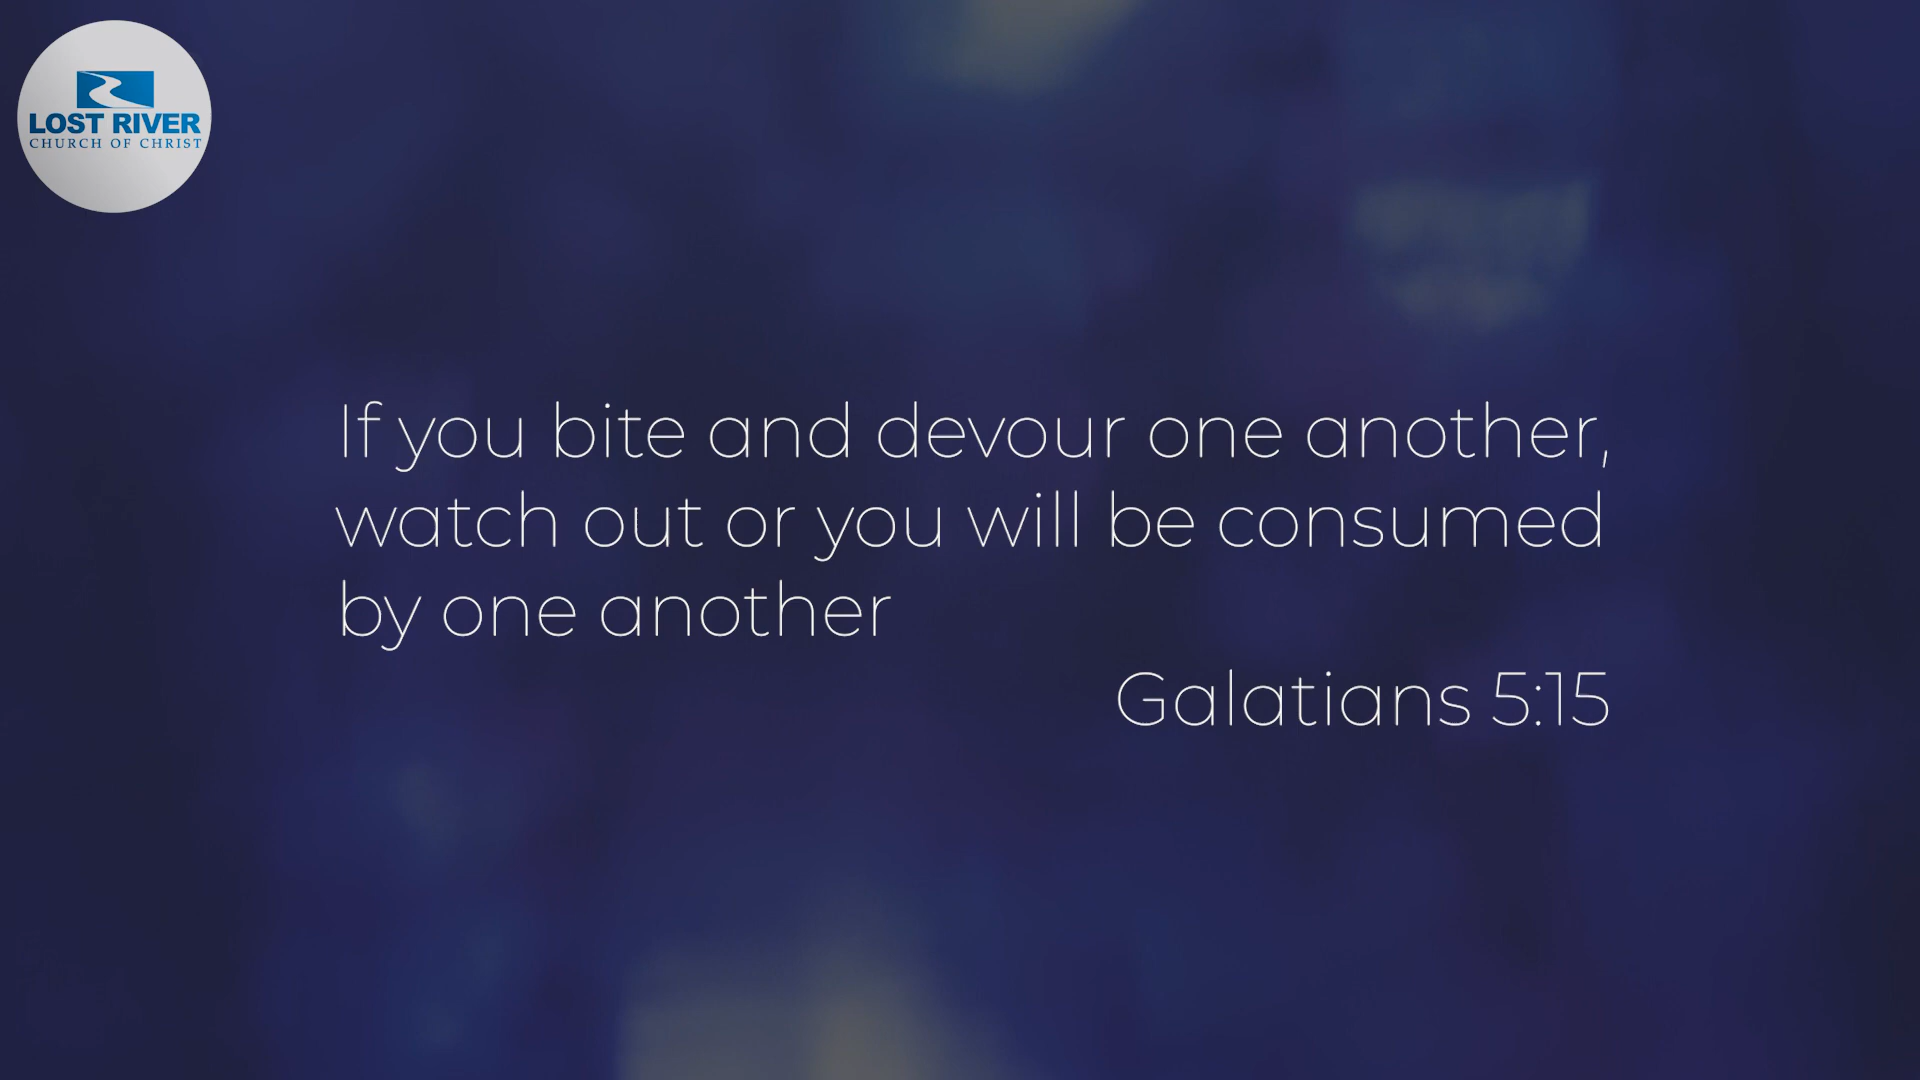 LOST RIVER
CHURCH OF CHRIST
If you bite and devour one another,
watch out or you will be consumed
by one another
Galatians 5:15